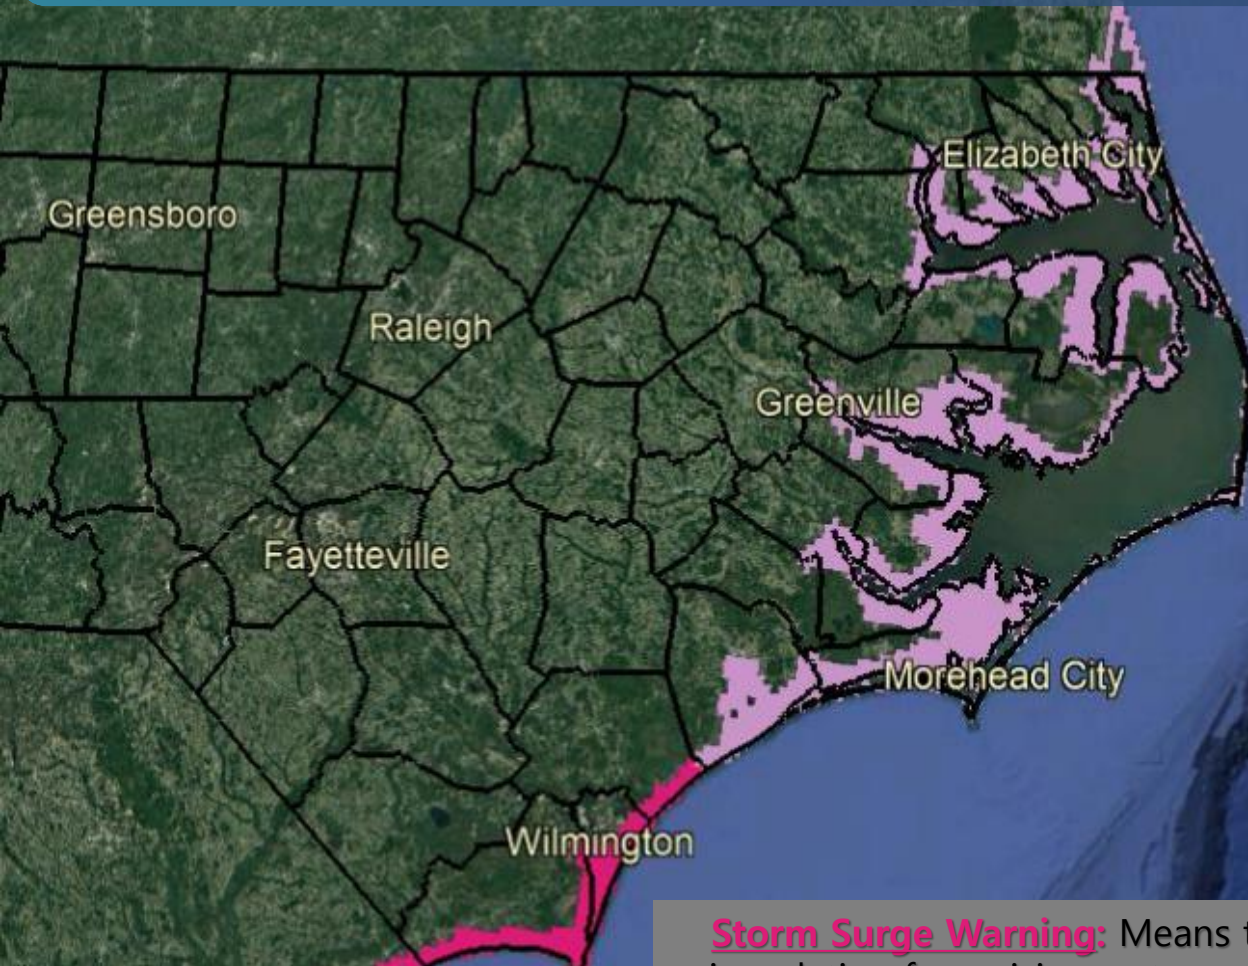 Elizabeth City
Greensboro
Raleigh
Greenville
Fayetteville
Morehead City
Wilmington
Storm Surge Warning: Means